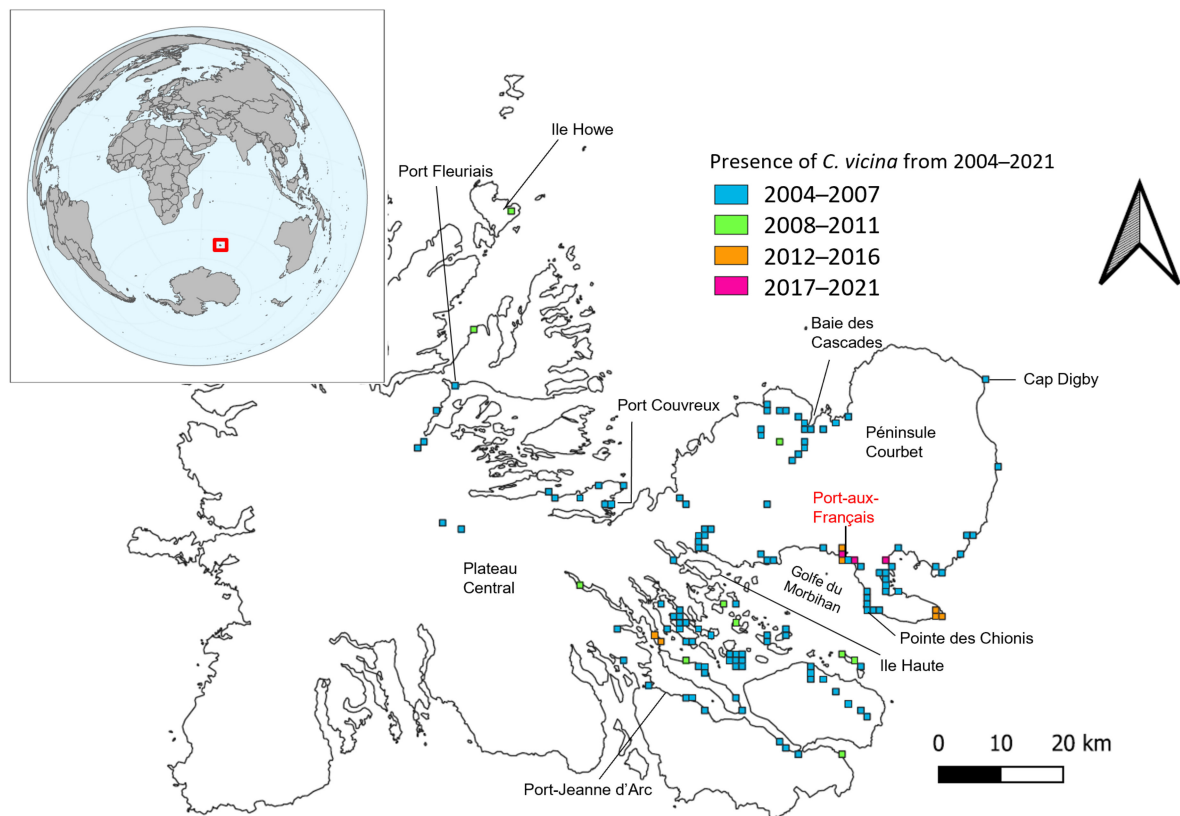 Ile Howe
Port Fleuriais
Presence of C. vicina from 2004–2021
2004–2007
2008–2011
2012–2016
2017–2021
Baie des
Cascades
Cap Digby
Port Couvreux
Péninsule
Courbet
Port-aux-
Français
Plateau
Central
Golfe du
Morbihan
Pointe des Chionis
Ile Haute
Port-Jeanne d'Arc
0 10 20 km